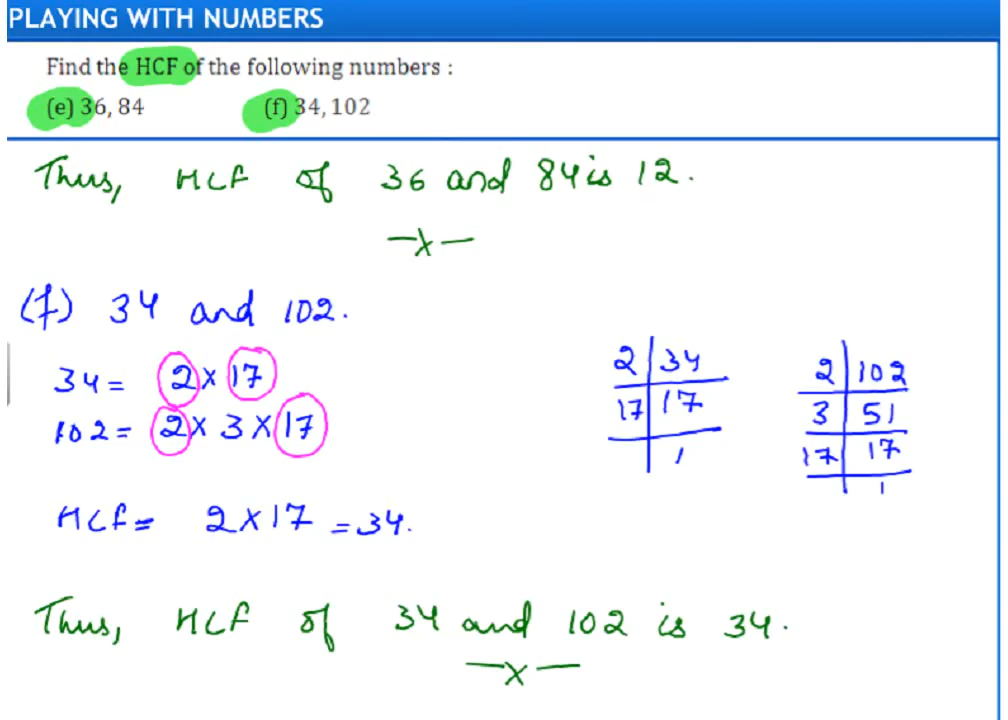 PLAYING WITH NUMBERS
Find the HCF of the following numbers :
(e) 36, 84 (f) 34, 102
Thus, HCF of 36 and 84 is 12.
—x—
(f) 34 and 102.
34 = 2 x 17
102 = 2 x 3 x 17
2 | 34
17 | 17
1
2 | 102
3 | 51
17 | 17
1
HCF = 2 x 17 = 34.
Thus, HCF of 34 and 102 is 34.
—x—